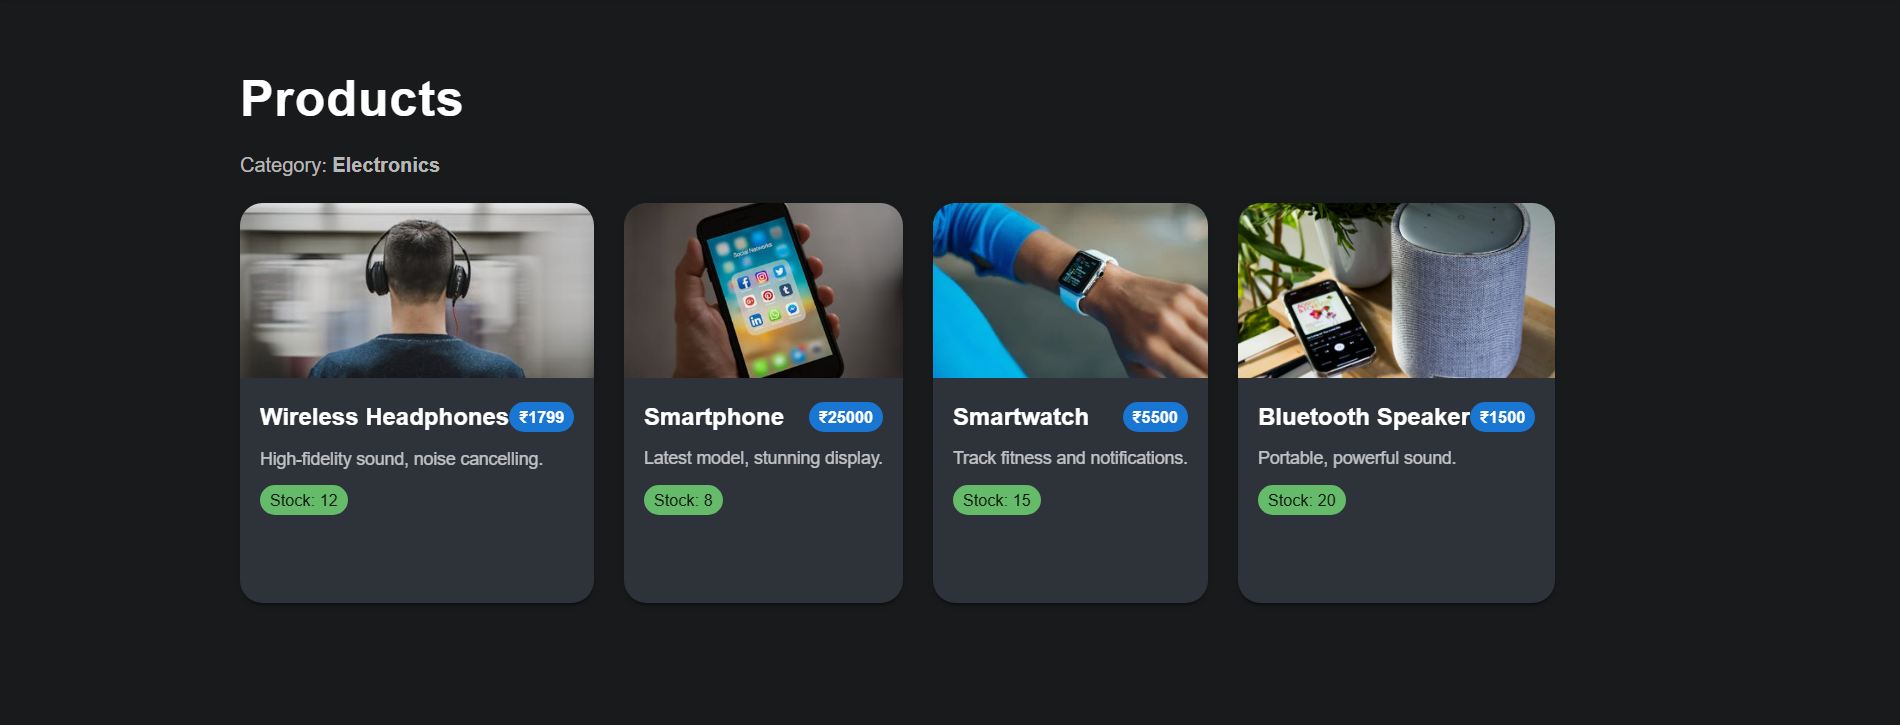 Products
Category: Electronics
Social Networks
Wireless Headphones ₹1799
High-fidelity sound, noise cancelling.
Stock: 12
Smartphone ₹25000
Latest model, stunning display.
Stock: 8
Smartwatch ₹5500
Track fitness and notifications.
Stock: 15
Bluetooth Speaker ₹1500
Portable, powerful sound.
Stock: 20